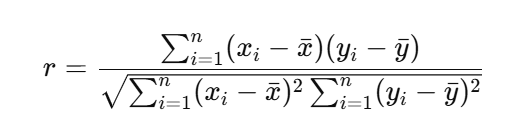 r = \frac{\sum_{i=1}^{n}(x_i - \bar{x})(y_i - \bar{y})}{\sqrt{\sum_{i=1}^{n}(x_i - \bar{x})^2 \sum_{i=1}^{n}(y_i - \bar{y})^2}}